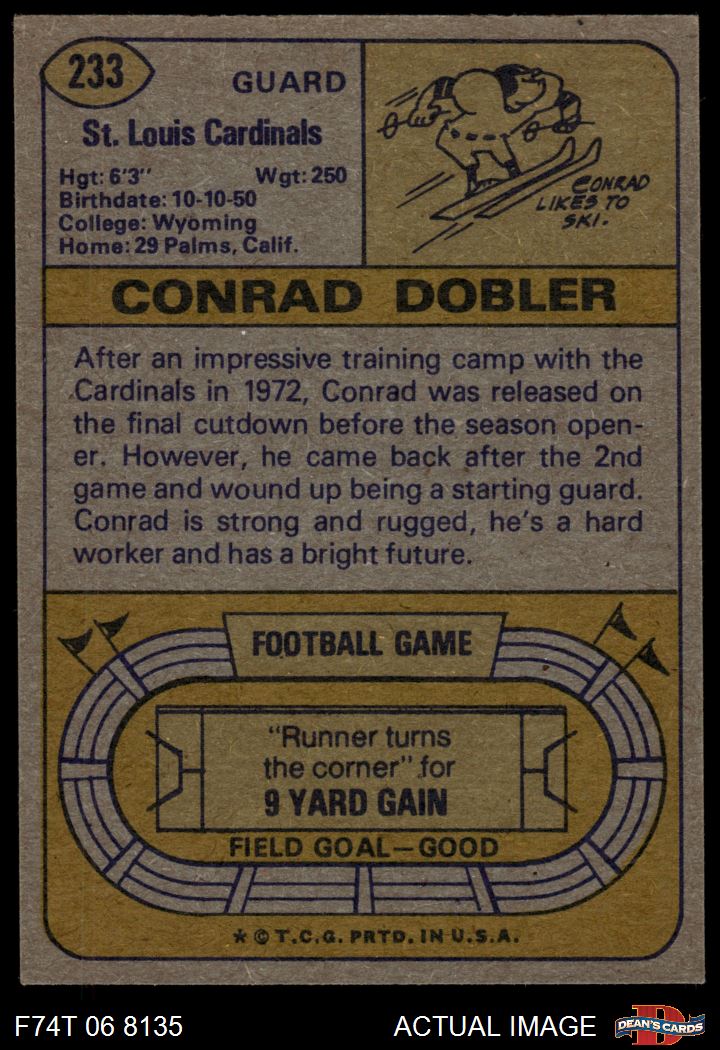 233
GUARD
St. Louis Cardinals
Hgt: 6'3" Wgt: 250
Birthdate: 10-10-50
College: Wyoming
Home: 29 Palms, Calif.
CONRAD
LIKES TO
SKI.
CONRAD DOBLER
After an impressive training camp with the
Cardinals in 1972, Conrad was released on
the final cutdown before the season open-
er. However, he came back after the 2nd
game and wound up being a starting guard.
Conrad is strong and rugged, he's a hard
worker and has a bright future.
FOOTBALL GAME
"Runner turns
the corner" for
9 YARD GAIN
FIELD GOAL—GOOD
* © T.C.G. PRTD. IN U.S.A.
F74T 06 8135
ACTUAL IMAGE
D
DEAN'S CARDS